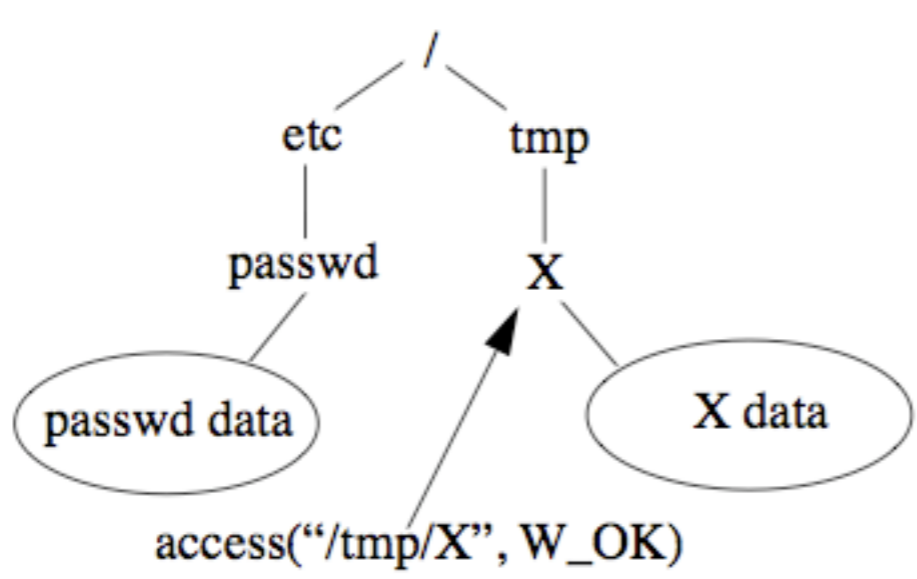 /
etc tmp
passwd X
passwd data X data
access(“/tmp/X”, W_OK)